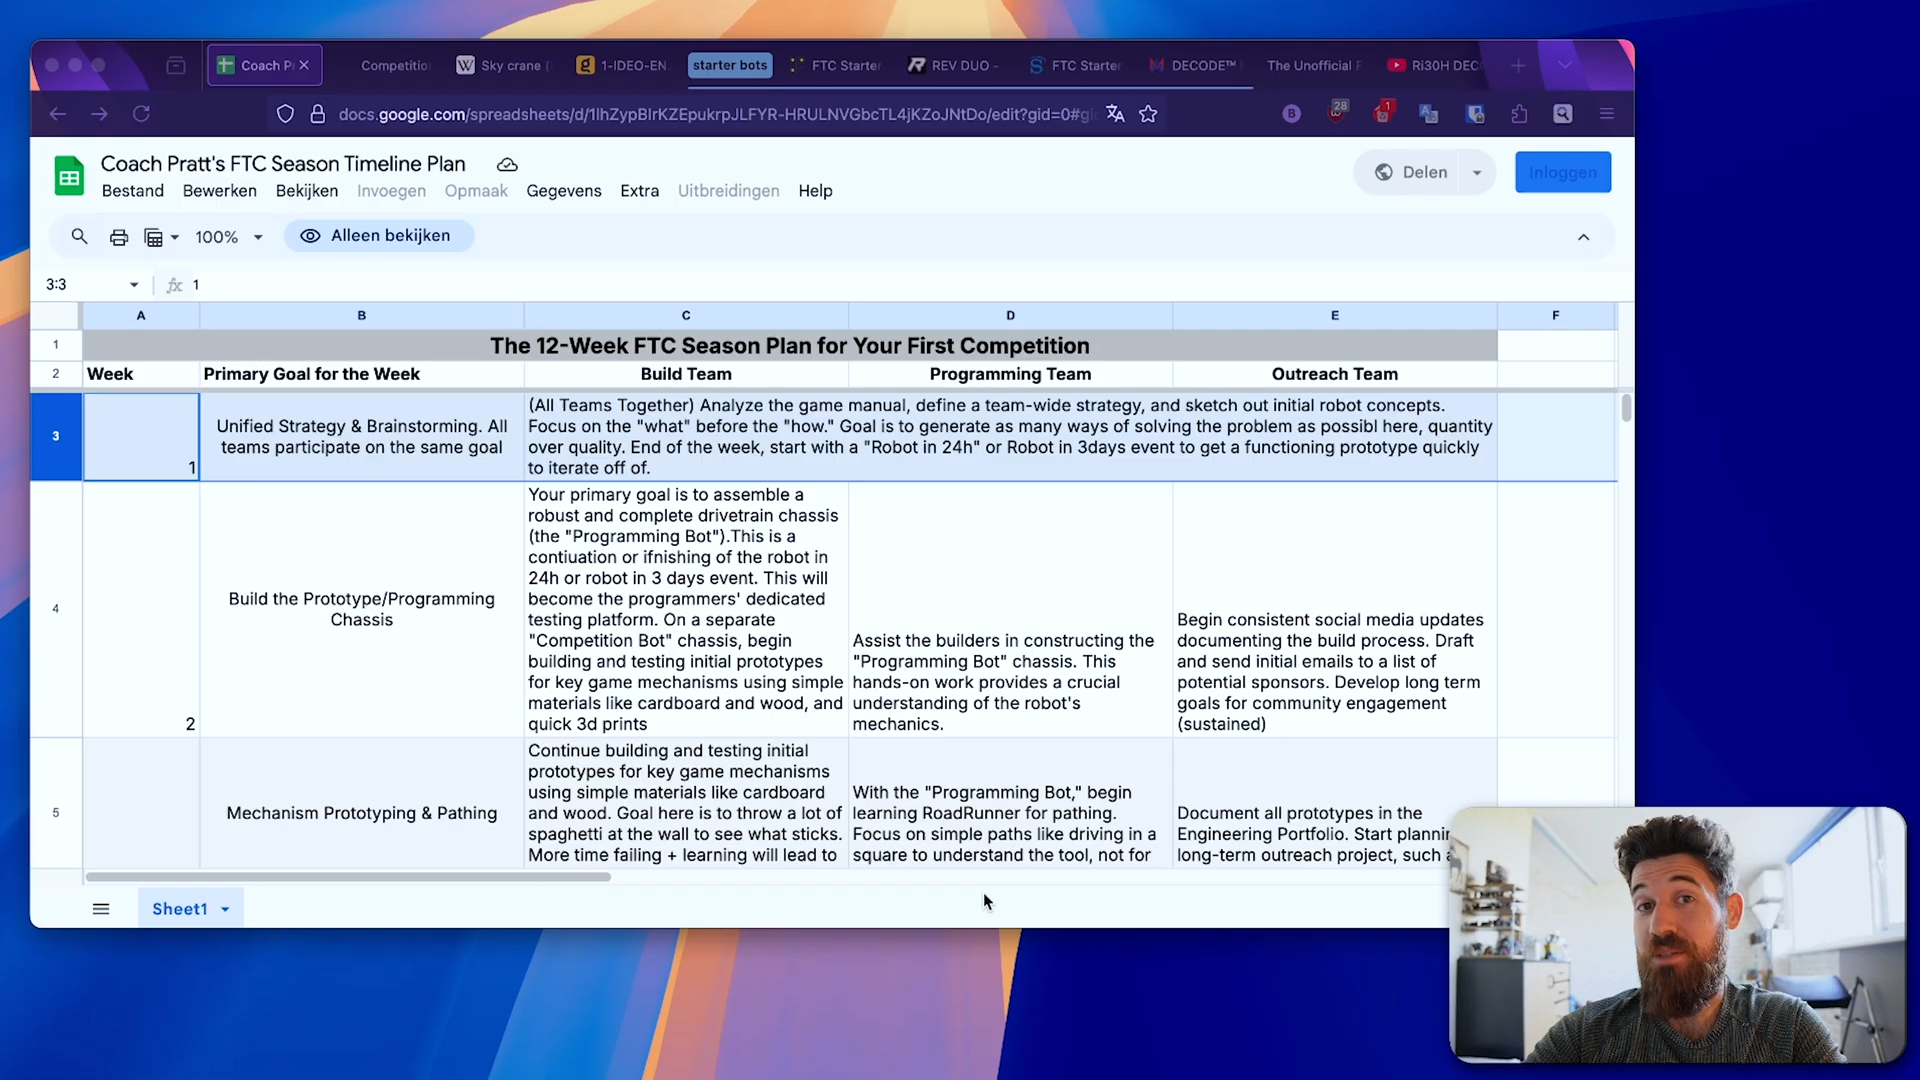 Coach P
Competitio
Sky crane (
1-IDEO-EN
starter bots
FTC Starter
REV DUO -
FTC Starte
DECODE™
The Unofficial F
Ri30H DEC
docs.google.com/spreadsheets/d/1lhZypBlrKZEpukrpJLFYR-HRULNVGbcTL4jKZoJNtDo/edit?gid=0#gi
28
1
Coach Pratt's FTC Season Timeline Plan
Bestand Bewerken Bekijken Invoegen Opmaak Gegevens Extra Uitbreidingen Help
Delen
Inloggen
100%
Alleen bekijken
3:3
fx 1
A B C D E F
1
The 12-Week FTC Season Plan for Your First Competition
2
Week
Primary Goal for the Week
Build Team
Programming Team
Outreach Team
3
1
Unified Strategy & Brainstorming. All
teams participate on the same goal
(All Teams Together) Analyze the game manual, define a team-wide strategy, and sketch out initial robot concepts.
Focus on the "what" before the "how." Goal is to generate as many ways of solving the problem as possibl here, quantity
over quality. End of the week, start with a "Robot in 24h" or Robot in 3days event to get a functioning prototype quickly
to iterate off of.
4
2
Build the Prototype/Programming
Chassis
Your primary goal is to assemble a
robust and complete drivetrain chassis
(the "Programming Bot").This is a
contiuation or ifnishing of the robot in
24h or robot in 3 days event. This will
become the programmers' dedicated
testing platform. On a separate
"Competition Bot" chassis, begin
building and testing initial prototypes
for key game mechanisms using simple
materials like cardboard and wood, and
quick 3d prints
Assist the builders in constructing the
"Programming Bot" chassis. This
hands-on work provides a crucial
understanding of the robot's
mechanics.
Begin consistent social media updates
documenting the build process. Draft
and send initial emails to a list of
potential sponsors. Develop long term
goals for community engagement
(sustained)
5
Mechanism Prototyping & Pathing
Continue building and testing initial
prototypes for key game mechanisms
using simple materials like cardboard
and wood. Goal here is to throw a lot of
spaghetti at the wall to see what sticks.
More time failing + learning will lead to
With the "Programming Bot," begin
learning RoadRunner for pathing.
Focus on simple paths like driving in a
square to understand the tool, not for
Document all prototypes in the
Engineering Portfolio. Start plannin
long-term outreach project, such a
Sheet1